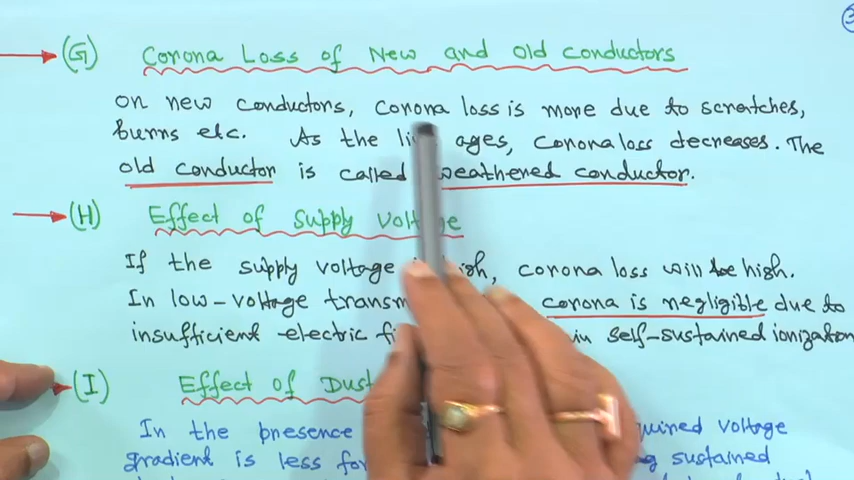 (G) Corona Loss of New and Old Conductors
on new conductors, corona loss is more due to scratches,
burns etc. As the ages, Corona loss decreases. The
old conductor is called weathered conductor.
(H) Effect of Supply
If the supply voltage corona loss will be high.
In low-voltage corona is negligible due to
insufficient electric self-sustained ionization
(I) Effect of
In the presence voltage
gradient is less sustained